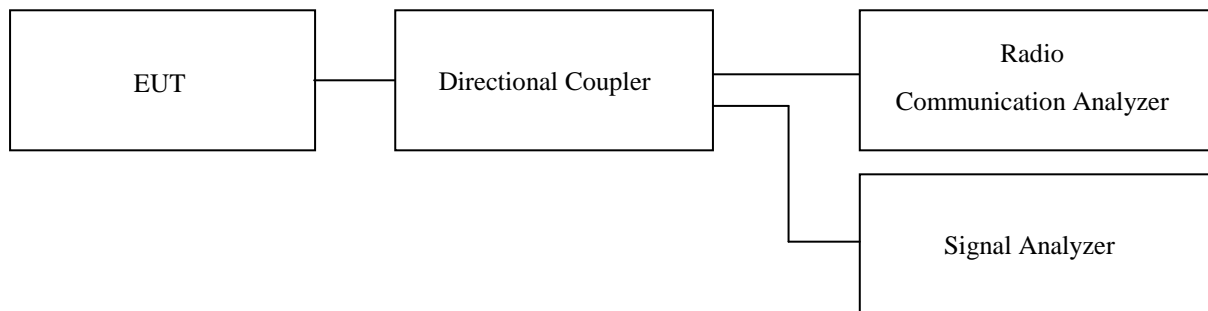 EUT
Directional Coupler
Radio
Communication Analyzer
Signal Analyzer